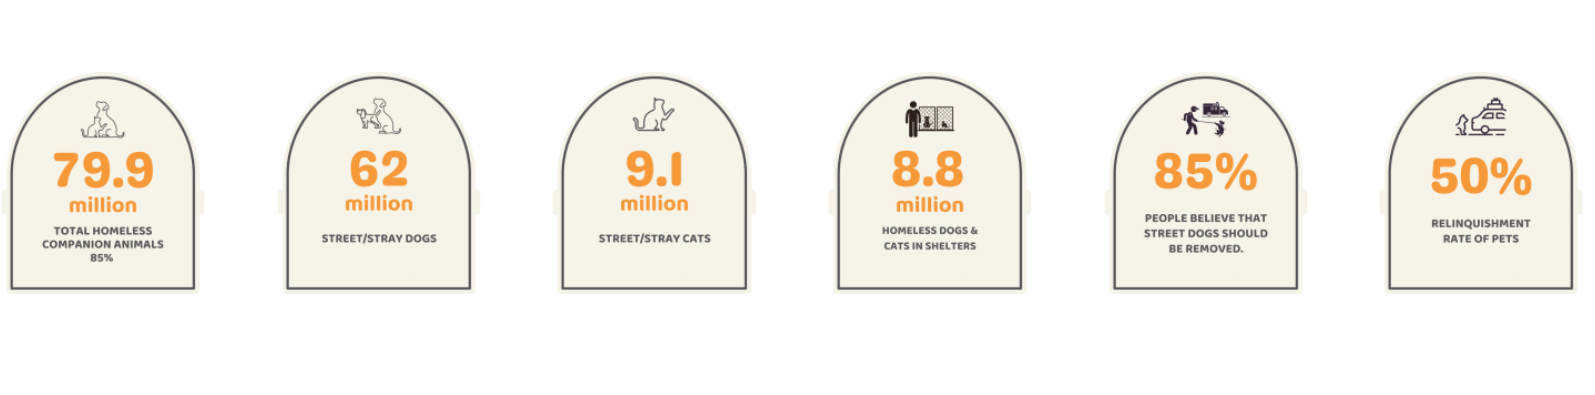 79.9
million
TOTAL HOMELESS
COMPANION ANIMALS
85%
62
million
STREET/STRAY DOGS
9.1
million
STREET/STRAY CATS
8.8
million
HOMELESS DOGS &
CATS IN SHELTERS
85%
PEOPLE BELIEVE THAT
STREET DOGS SHOULD
BE REMOVED.
50%
RELINQUISHMENT
RATE OF PETS